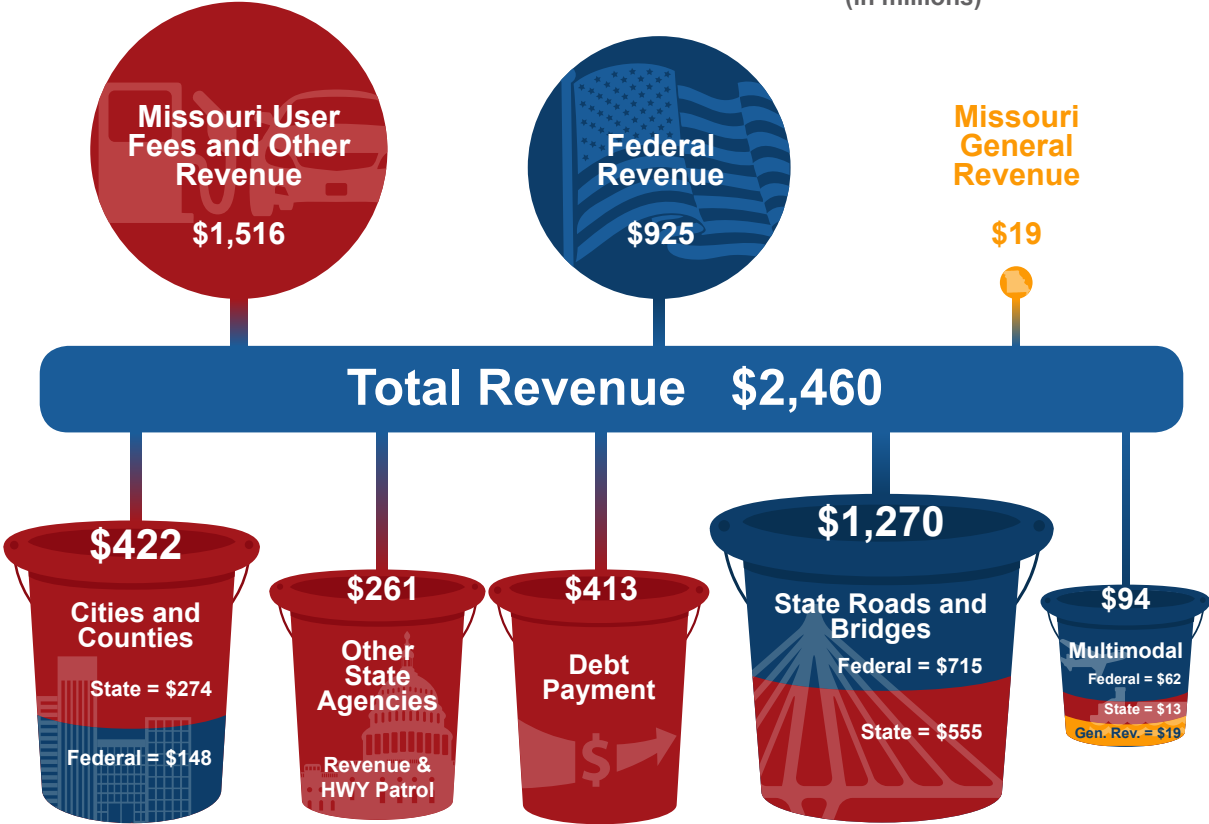 (in millions)
Missouri User
Fees and Other
Revenue
$1,516
Federal
Revenue
$925
Missouri
General
Revenue
$19
Total Revenue $2,460
$422
Cities and
Counties
State = $274
Federal = $148
$261
Other
State
Agencies
Revenue &
HWY Patrol
$413
Debt
Payment
$
$1,270
State Roads and
Bridges
Federal = $715
State = $555
$94
Multimodal
Federal = $62
State = $13
Gen. Rev. = $19